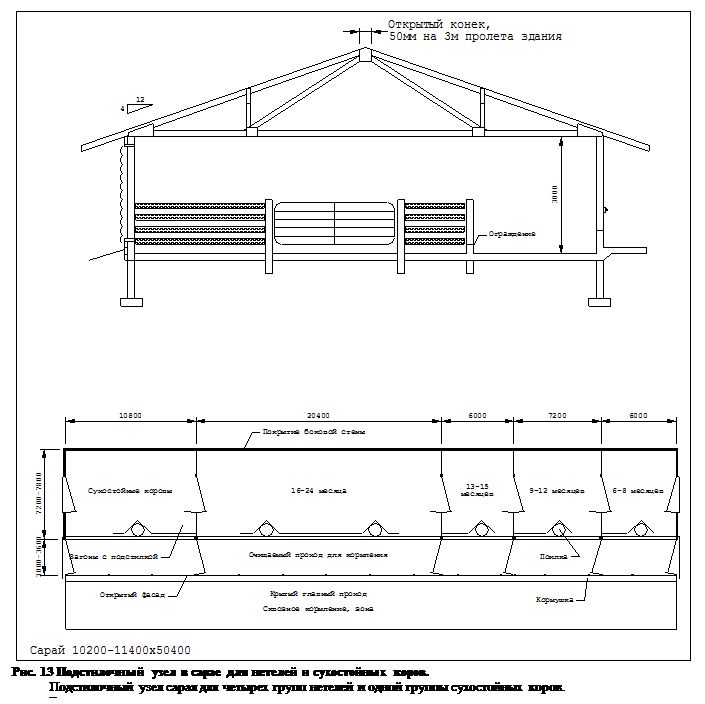 Открытый конек,
50мм на 3м пролета здания
12
4
3000
Ограждение
10800
20400
6000
7200
6000
Покрытие боковой стены
7200-7800
Сухостойные коровы
16-24 месяца
13-15
месяцев
9-12 месяцев
6-8 месяцев
3000-3600
Загоны с подстилкой
Очищаемый проход для кормления
Поилка
Открытый фасад
Крытый главный проход
Кормушка
Сквозное кормление, зона
Сарай 10200-11400х50400
Рис. 13 Подстилочный узел в сарае для нетелей и сухостойных коров.
Подстилочный узел сарая для четырех групп нетелей и одной группы сухостойных коров.